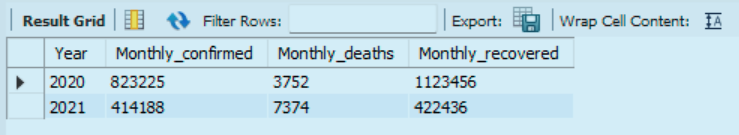 Result Grid Filter Rows: Export: Wrap Cell Content: IA
Year Monthly_confirmed Monthly_deaths Monthly_recovered
2020 823225 3752 1123456
2021 414188 7374 422436